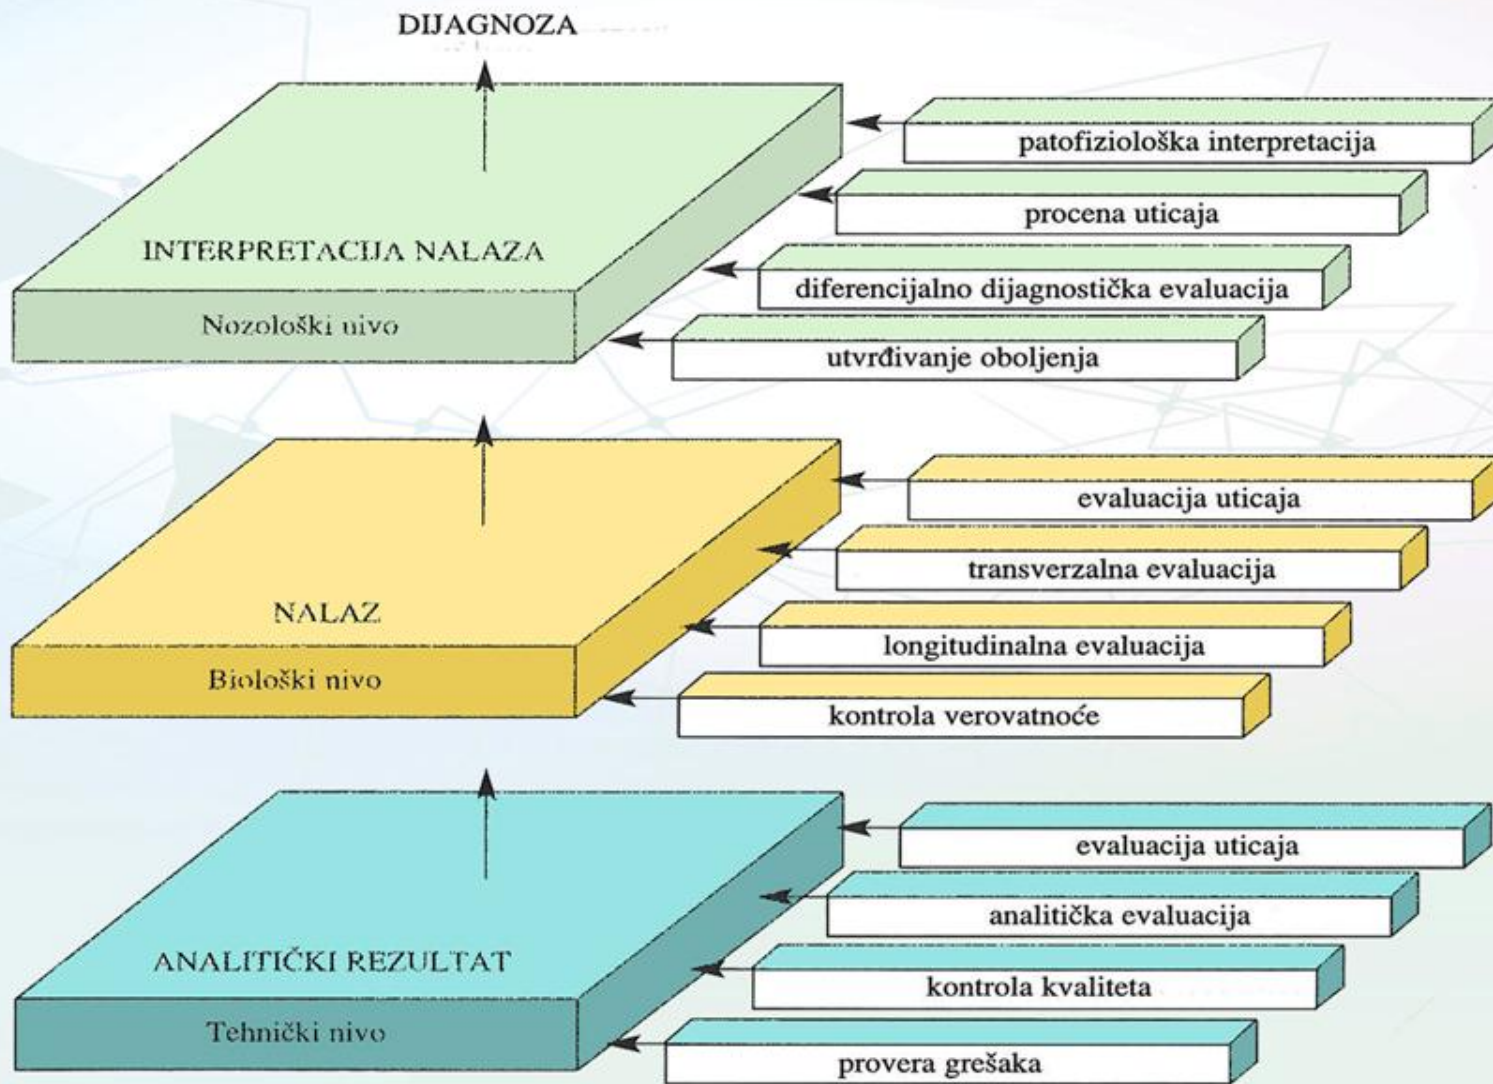 DIJAGNOZA
patofiziološka interpretacija
procena uticaja
INTERPRETACIJA NALAZA
diferencijalno dijagnostička evaluacija
Nozološki nivo
utvrđivanje oboljenja
evaluacija uticaja
transverzalna evaluacija
NALAZ
longitudinalna evaluacija
Biološki nivo
kontrola verovatnoće
evaluacija uticaja
analitička evaluacija
ANALITIČKI REZULTAT
kontrola kvaliteta
Tehnički nivo
provera grešaka